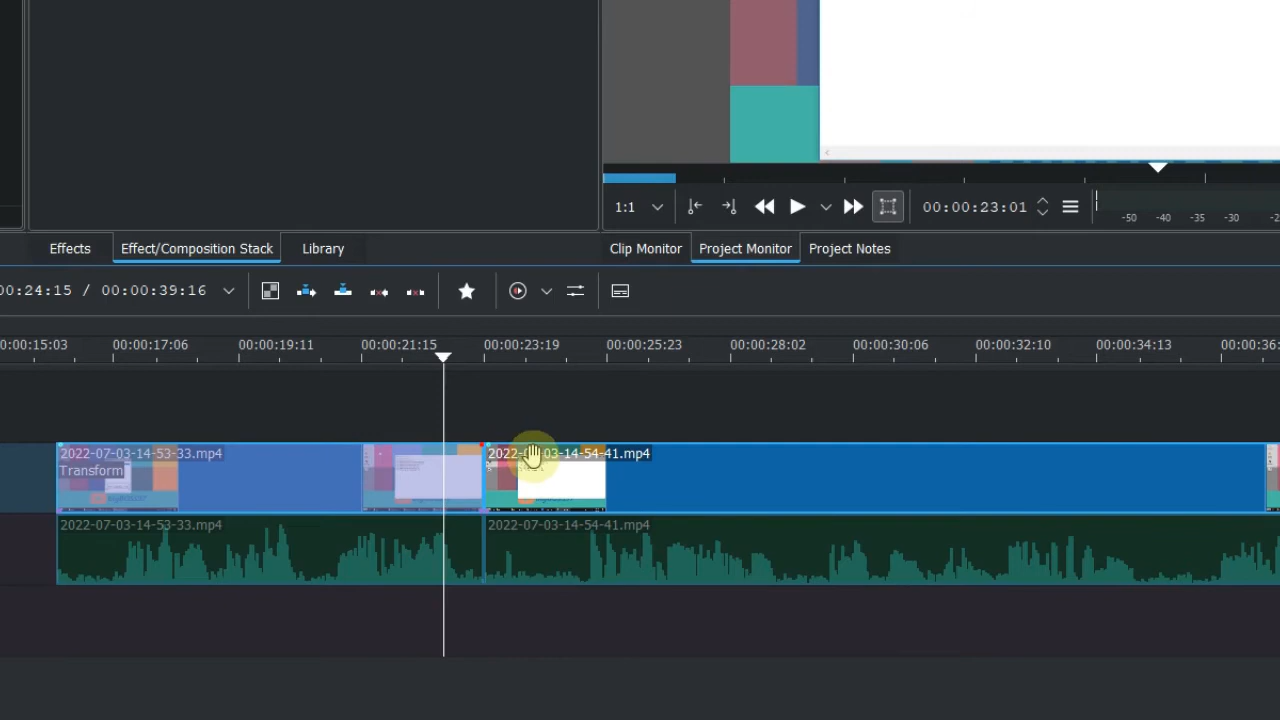 1:1
00:00:23:01
-50 -40 -35 -30
Effects
Effect/Composition Stack
Library
Clip Monitor
Project Monitor
Project Notes
00:24:15 / 00:00:39:16
0:00:15:03
00:00:17:06
00:00:19:11
00:00:21:15
00:00:23:19
00:00:25:23
00:00:28:02
00:00:30:06
00:00:32:10
00:00:34:13
00:00:36:
2022-07-03-14-53-33.mp4
Transform
2022-07-03-14-54-41.mp4
2022-07-03-14-53-33.mp4
2022-07-03-14-54-41.mp4